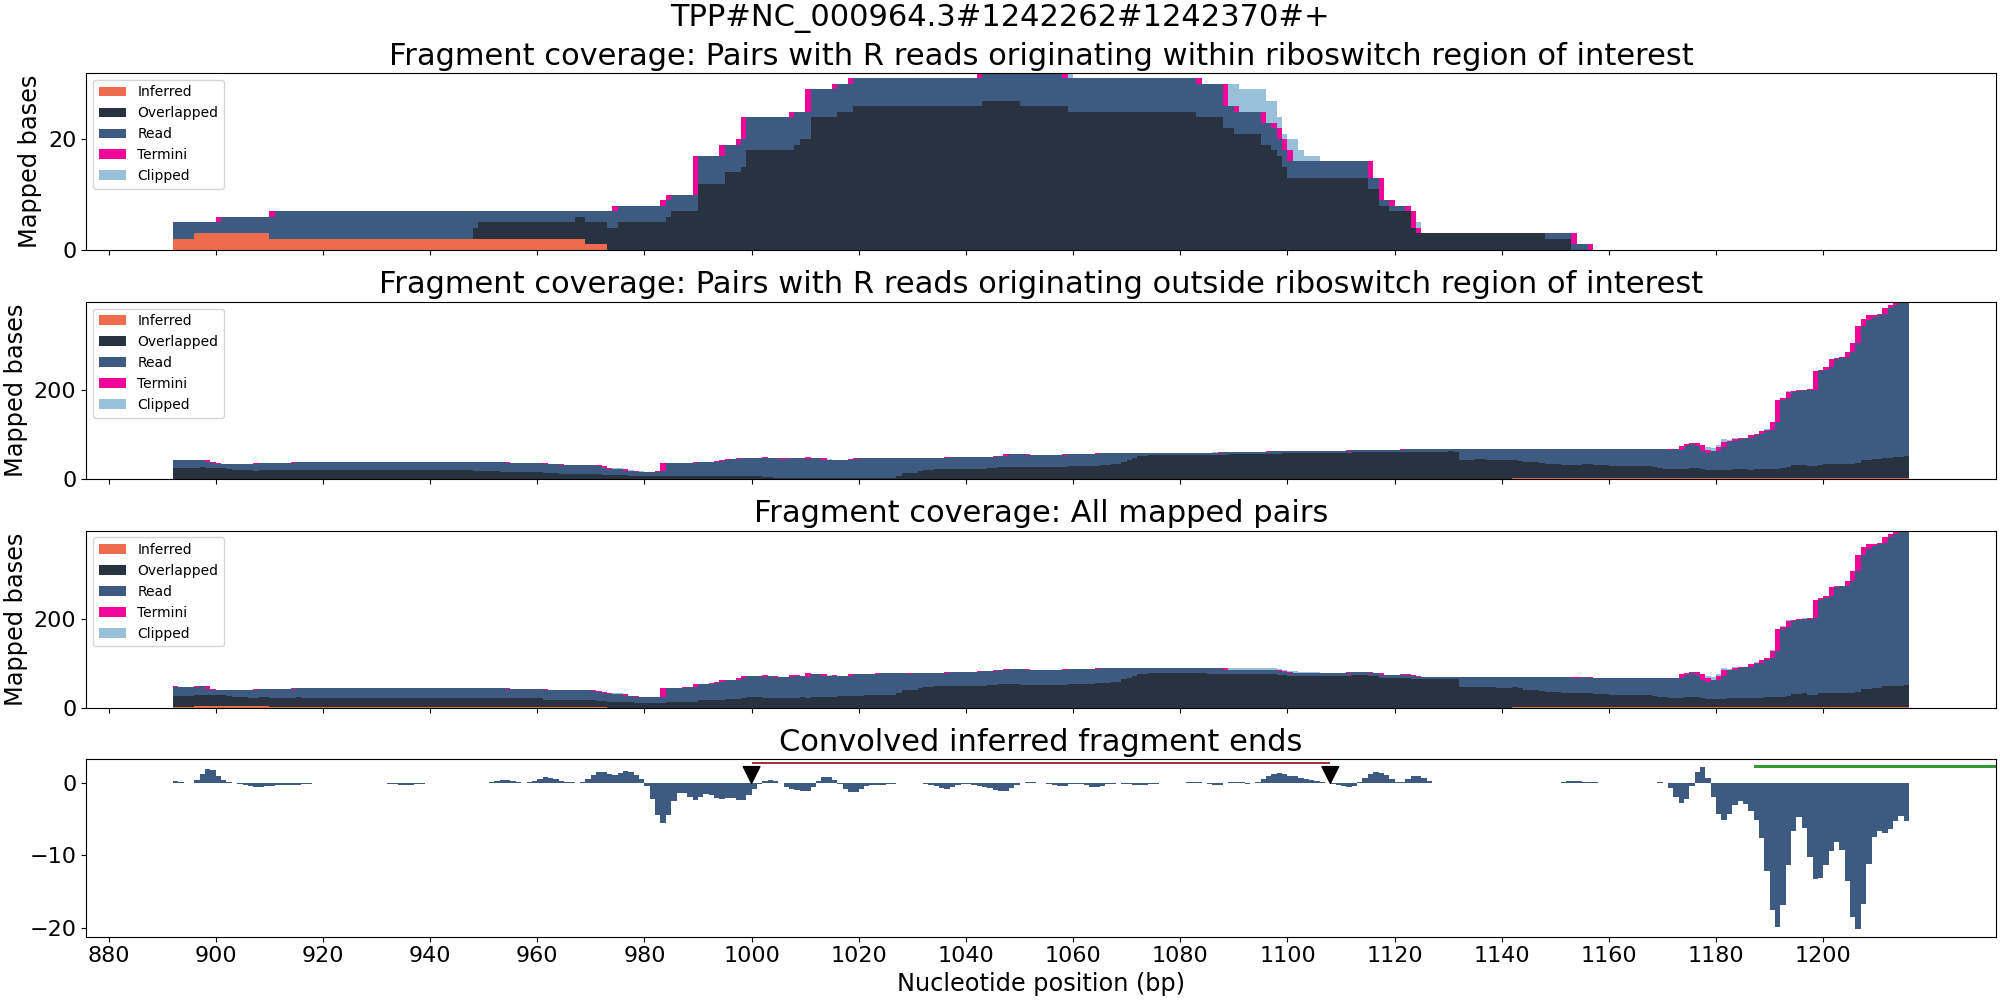 TPP#NC_000964.3#1242262#1242370#+
Fragment coverage: Pairs with R reads originating within riboswitch region of interest
Mapped bases
20
0
Inferred
Overlapped
Read
Termini
Clipped
Fragment coverage: Pairs with R reads originating outside riboswitch region of interest
Mapped bases
200
0
Inferred
Overlapped
Read
Termini
Clipped
Fragment coverage: All mapped pairs
Mapped bases
200
0
Inferred
Overlapped
Read
Termini
Clipped
Convolved inferred fragment ends
0
−10
−20
880 900 920 940 960 980 1000 1020 1040 1060 1080 1100 1120 1140 1160 1180 1200
Nucleotide position (bp)